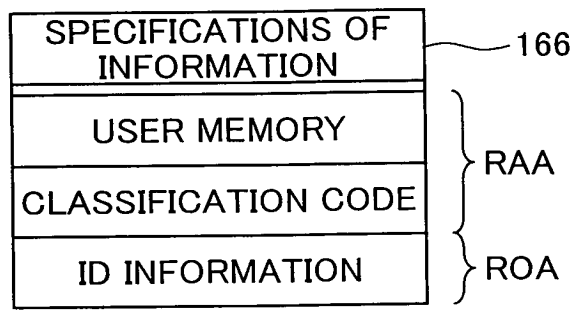 SPECIFICATIONS OF
INFORMATION
166
USER MEMORY
RAA
CLASSIFICATION CODE
ID INFORMATION
ROA